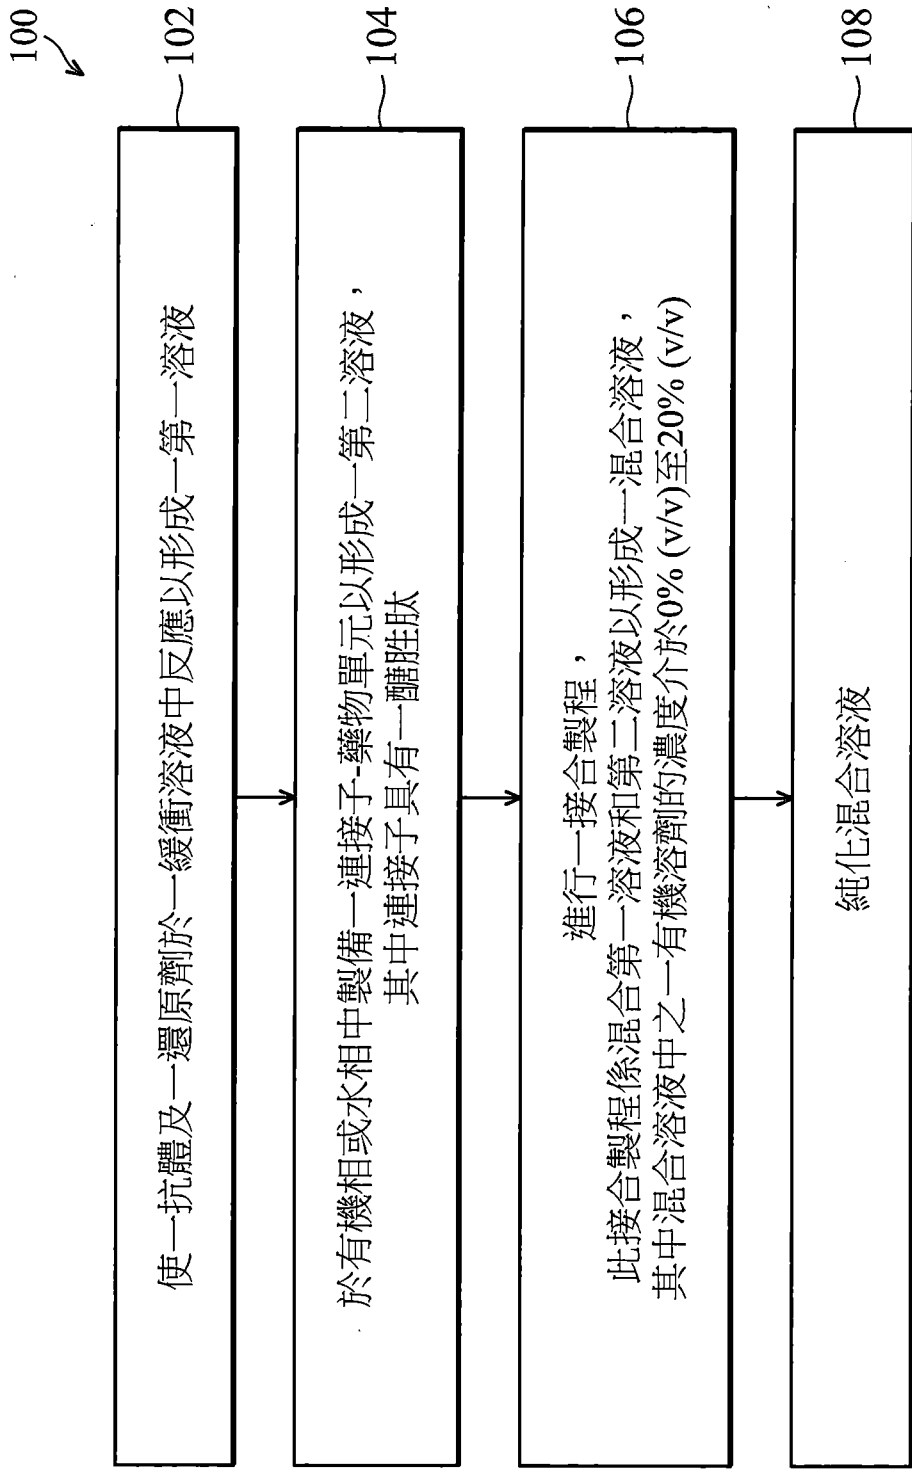 100
102
使一抗體及一還原劑於一緩衝溶液中反應以形成一第一溶液
104
於有機相或水相中製備一連接子-藥物單元以形成一第二溶液，
其中連接子具有一醣胜肽
106
進行一接合製程，
此接合製程係混合第一溶液和第二溶液以形成一混合溶液，
其中混合溶液中之一有機溶劑的濃度介於0% (v/v)至20% (v/v)
108
純化混合溶液